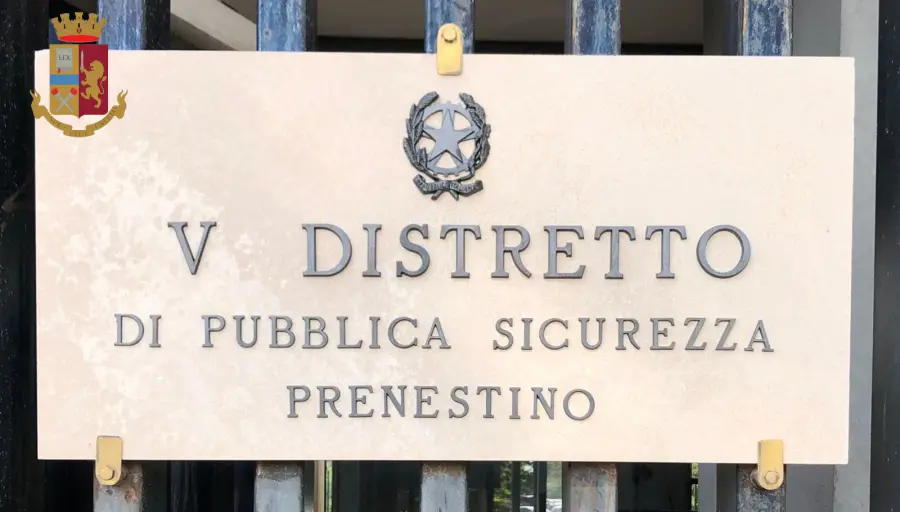 V DISTRETTO
DI PUBBLICA SICUREZZA
PRENESTINO